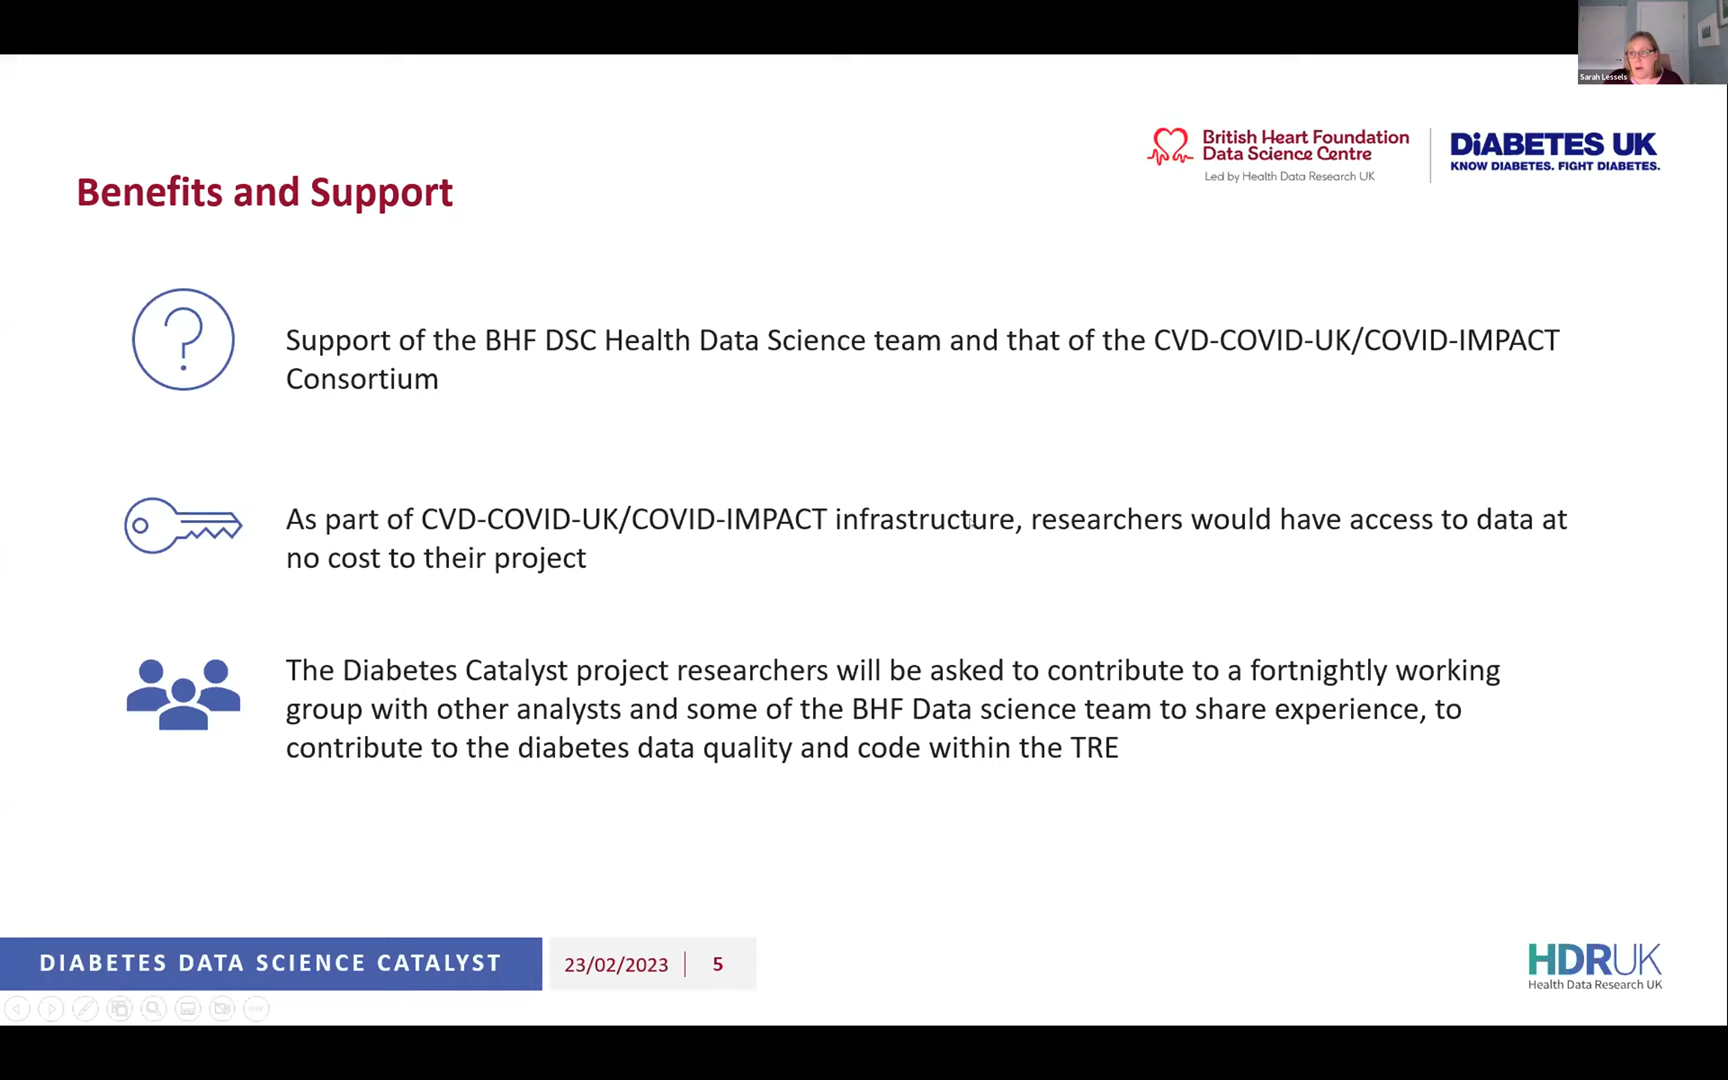 Sarah Lessels
British Heart Foundation
Data Science Centre
Led by Health Data Research UK
DiABETES UK
KNOW DIABETES. FIGHT DIABETES.
Benefits and Support
?
Support of the BHF DSC Health Data Science team and that of the CVD-COVID-UK/COVID-IMPACT
Consortium
As part of CVD-COVID-UK/COVID-IMPACT infrastructure, researchers would have access to data at
no cost to their project
The Diabetes Catalyst project researchers will be asked to contribute to a fortnightly working
group with other analysts and some of the BHF Data science team to share experience, to
contribute to the diabetes data quality and code within the TRE
DIABETES DATA SCIENCE CATALYST
23/02/2023 | 5
HDRUK
Health Data Research UK